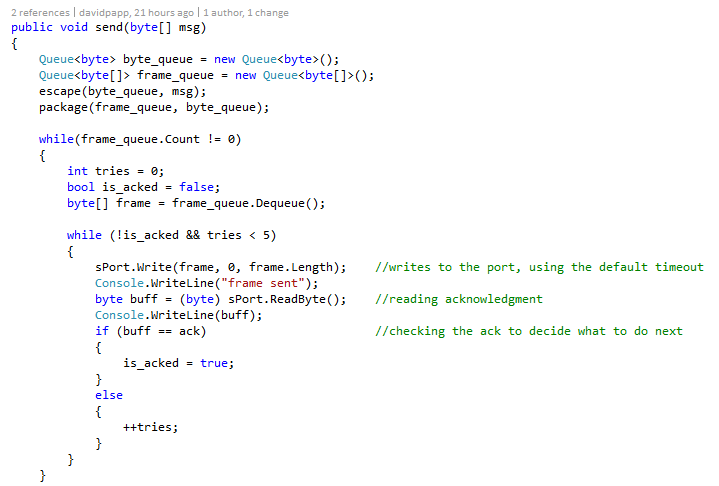 2 references | davidpapp, 21 hours ago | 1 author, 1 change
public void send(byte[] msg)
{
    Queue<byte> byte_queue = new Queue<byte>();
    Queue<byte[]> frame_queue = new Queue<byte[]>();
    escape(byte_queue, msg);
    package(frame_queue, byte_queue);

    while(frame_queue.Count != 0)
    {
        int tries = 0;
        bool is_acked = false;
        byte[] frame = frame_queue.Dequeue();

        while (!is_acked && tries < 5)
        {
            sPort.Write(frame, 0, frame.Length);    //writes to the port, using the default timeout
            Console.WriteLine("frame sent");
            byte buff = (byte) sPort.ReadByte();    //reading acknowledgment
            Console.WriteLine(buff);
            if (buff == ack)                        //checking the ack to decide what to do next
            {
                is_acked = true;
            }
            else
            {
                ++tries;
            }
        }
    }